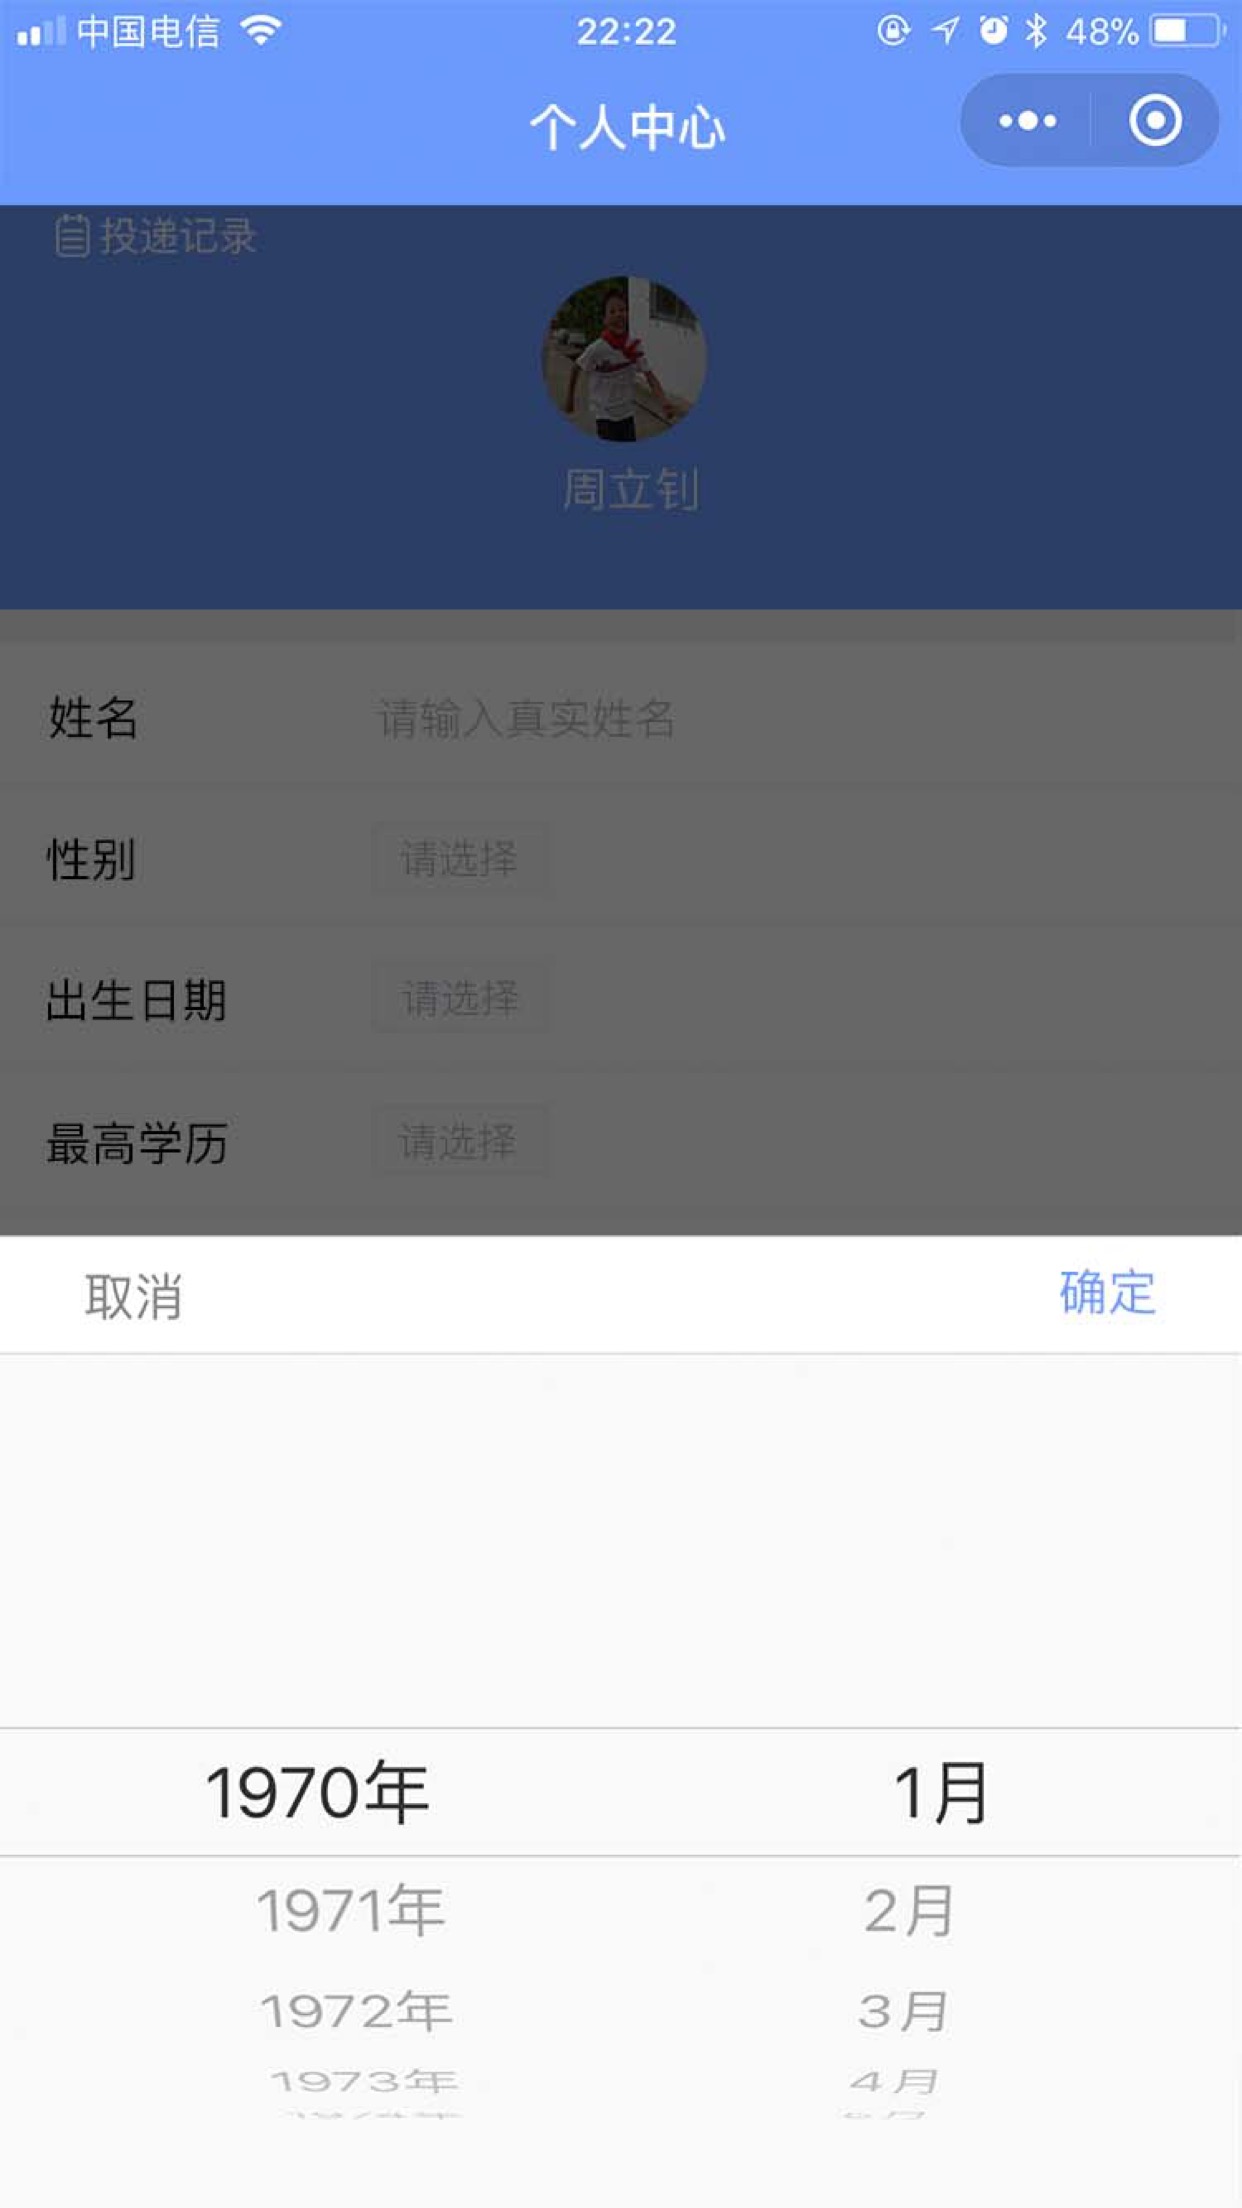 中国电信 22:22 48%
个人中心
投递记录
周立钊
姓名 请输入真实姓名
性别 请选择
出生日期 请选择
最高学历 请选择
取消 确定
1970年 1月
1971年 2月
1972年 3月
1973年 4月